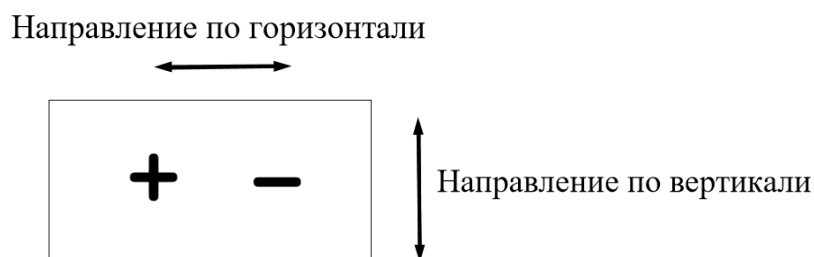 Направление по горизонтали
+ −
Направление по вертикали